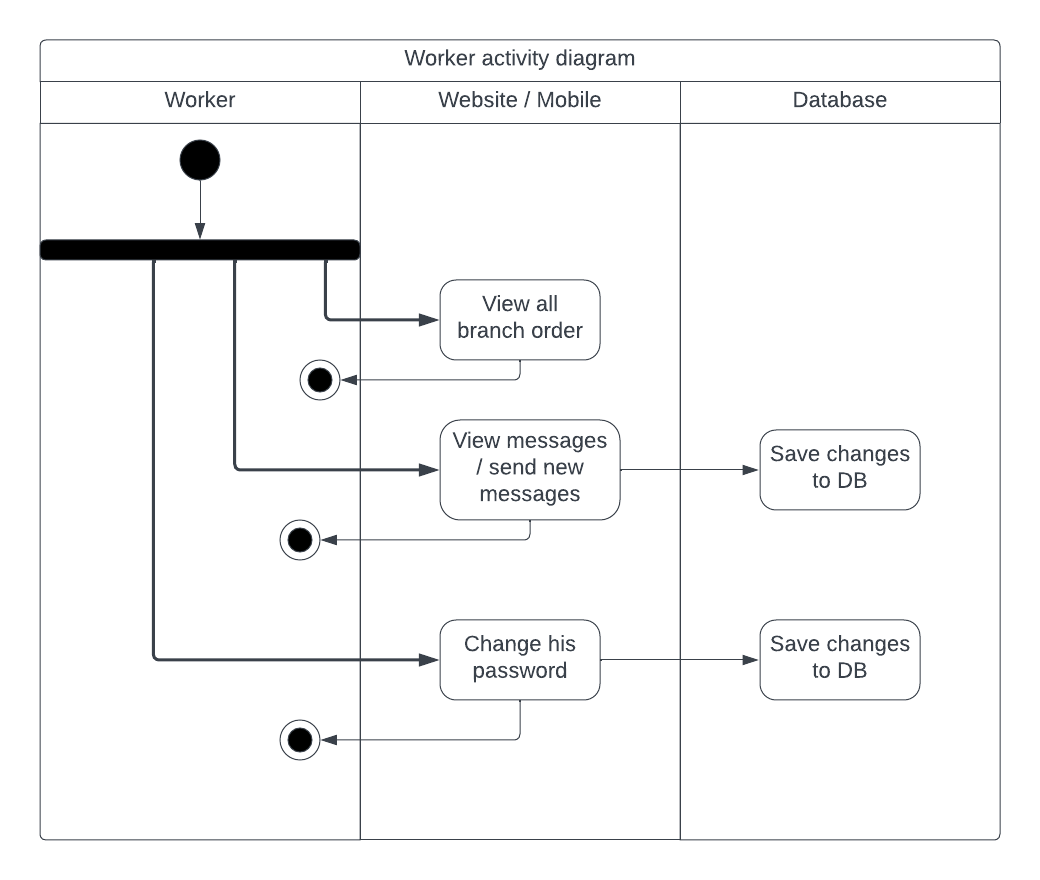 Worker activity diagram
Worker
Website / Mobile
Database
View all
branch order
View messages
/ send new
messages
Save changes
to DB
Change his
password
Save changes
to DB